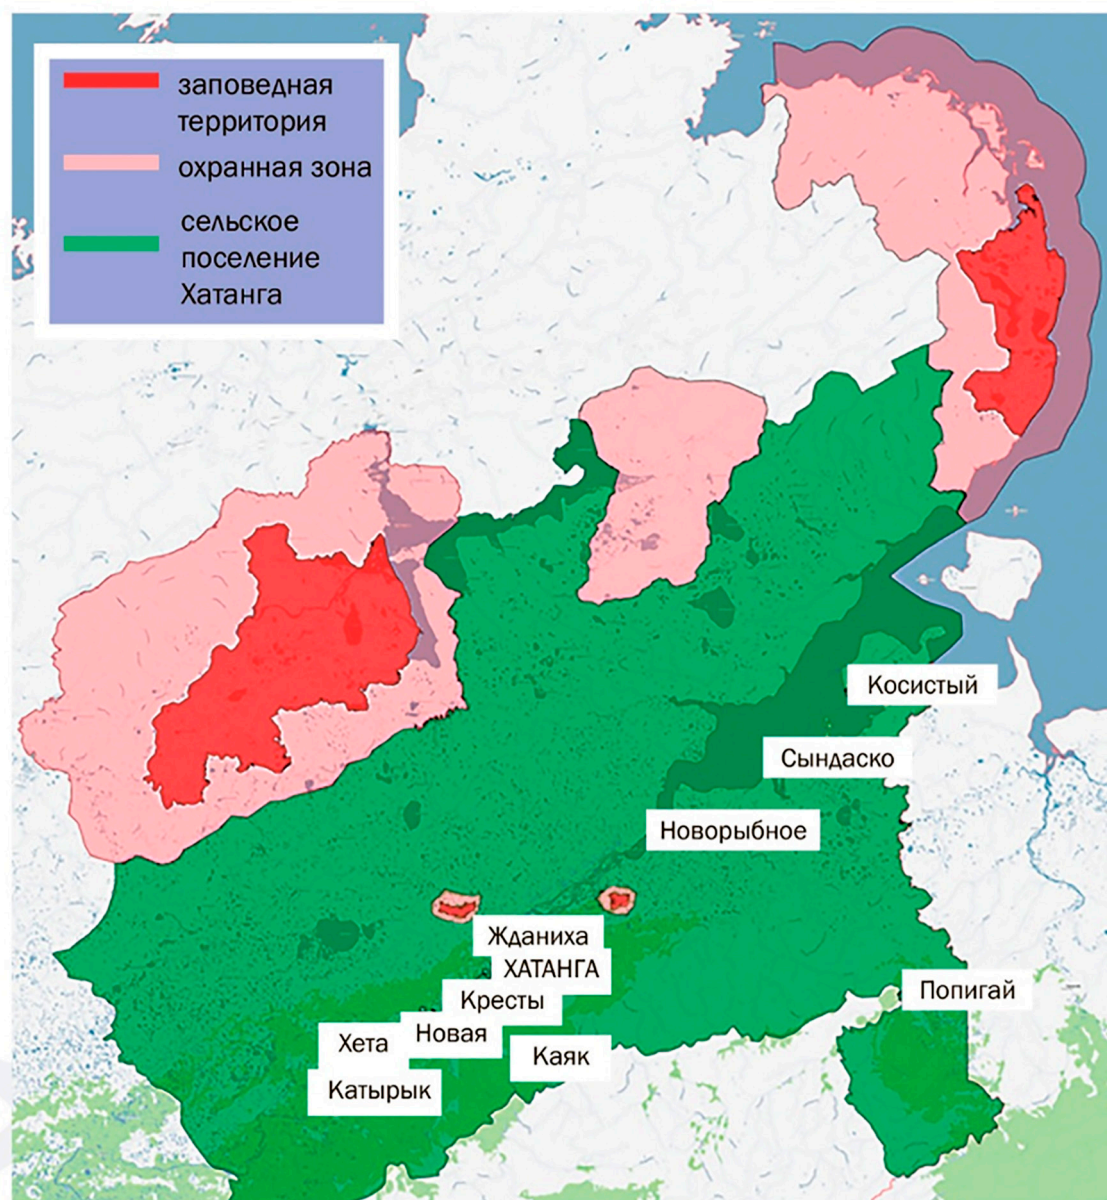 заповедная
территория
охранная зона
сельское
поселение
Хатанга
Косистый
Сындаско
Новорыбное
Жданиха
ХАТАНГА
Попигай
Кресты
Новая
Хета
Каяк
Катырык